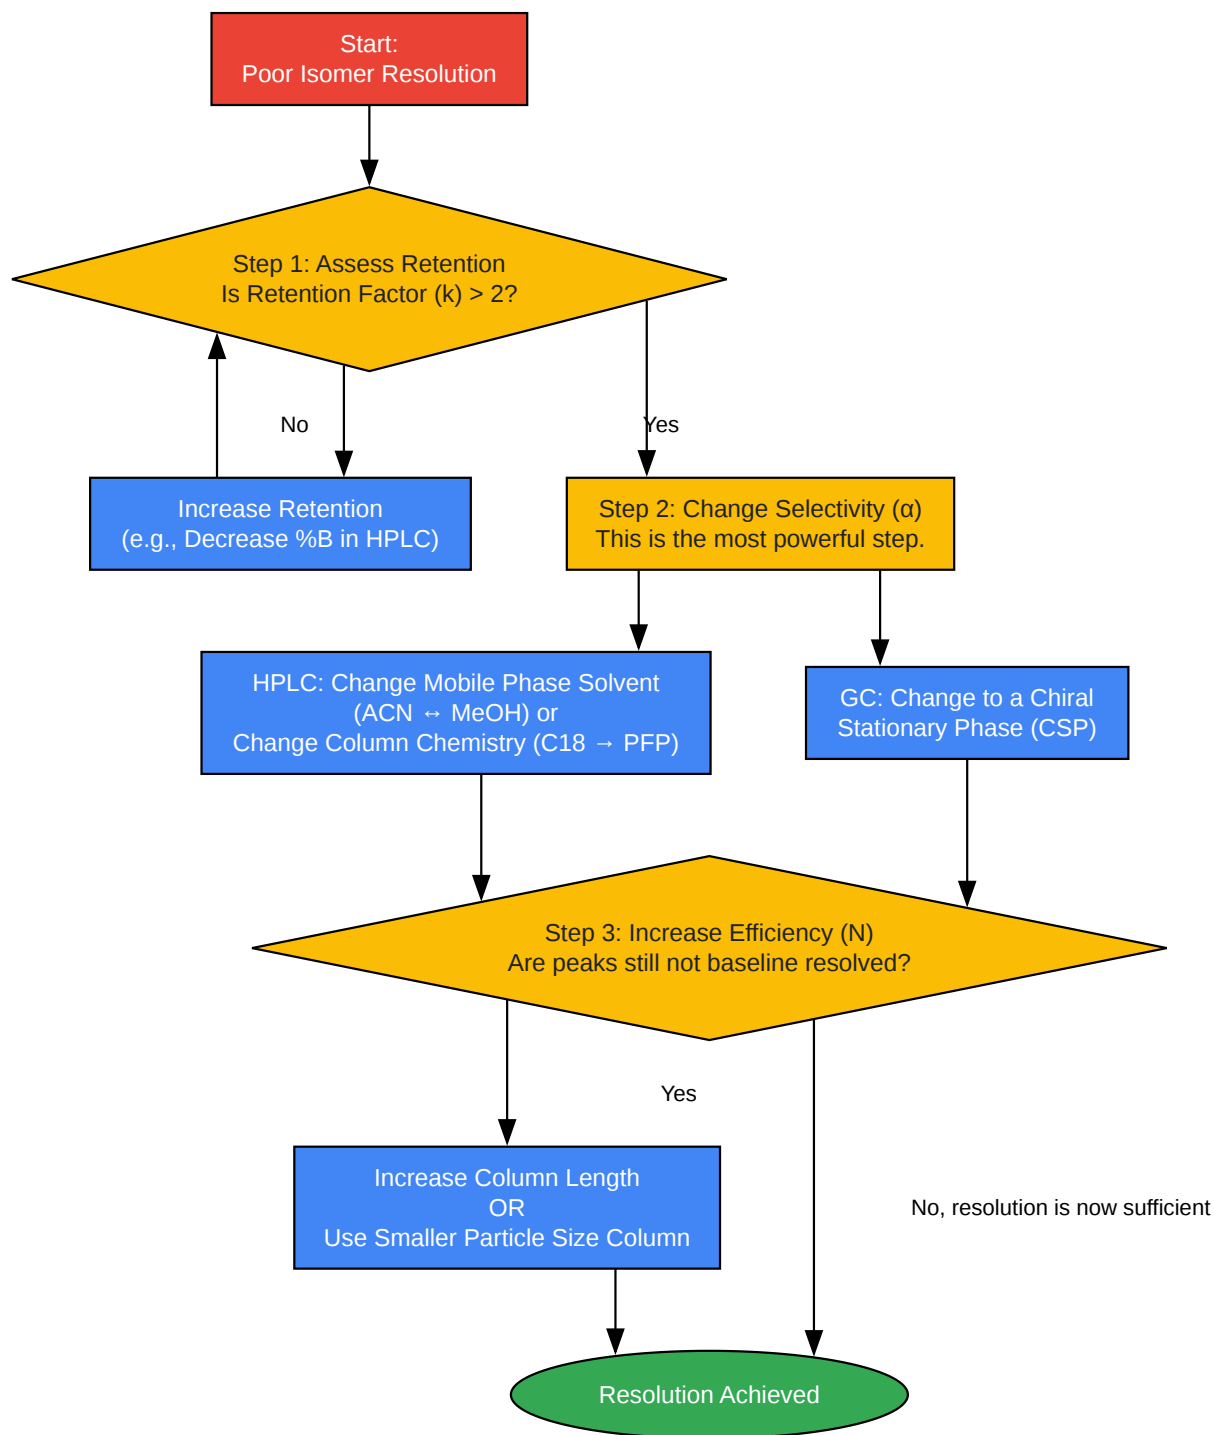 Start:
Poor Isomer Resolution
Step 1: Assess Retention
Is Retention Factor (k) > 2?
No
Yes
Increase Retention
(e.g., Decrease %B in HPLC)
Step 2: Change Selectivity (α)
This is the most powerful step.
HPLC: Change Mobile Phase Solvent
(ACN ↔ MeOH) or
Change Column Chemistry (C18 → PFP)
GC: Change to a Chiral
Stationary Phase (CSP)
Step 3: Increase Efficiency (N)
Are peaks still not baseline resolved?
Yes
Increase Column Length
OR
Use Smaller Particle Size Column
No, resolution is now sufficient
Resolution Achieved